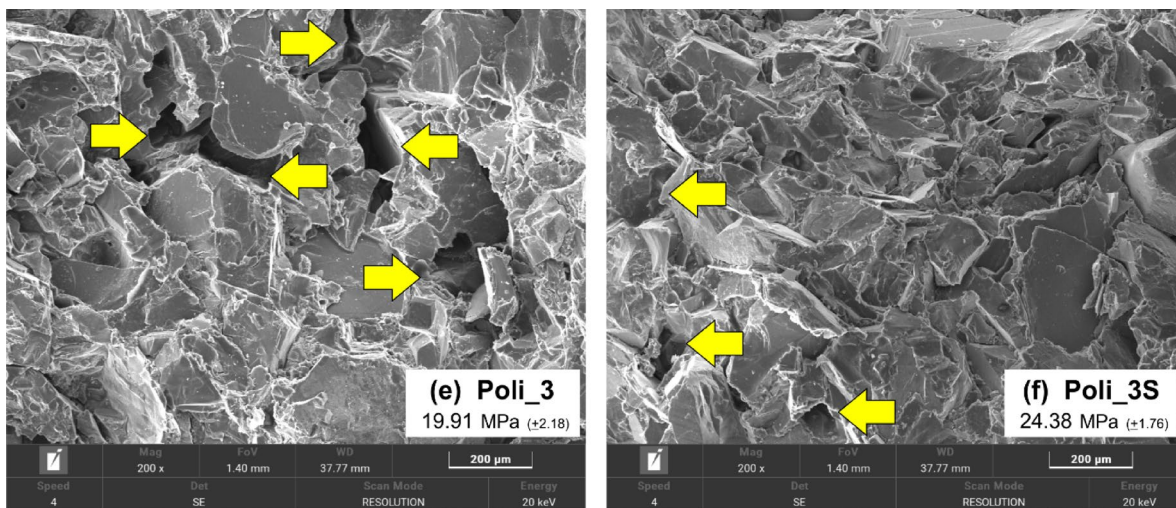 (e) Poli_3
19.91 MPa (±2.18)
Mag FoV WD
200 x 1.40 mm 37.77 mm 200 µm
Speed Det Scan Mode Energy
4 SE RESOLUTION 20 keV
(f) Poli_3S
24.38 MPa (±1.76)
Mag FoV WD
200 x 1.40 mm 37.77 mm 200 µm
Speed Det Scan Mode Energy
4 SE RESOLUTION 20 keV